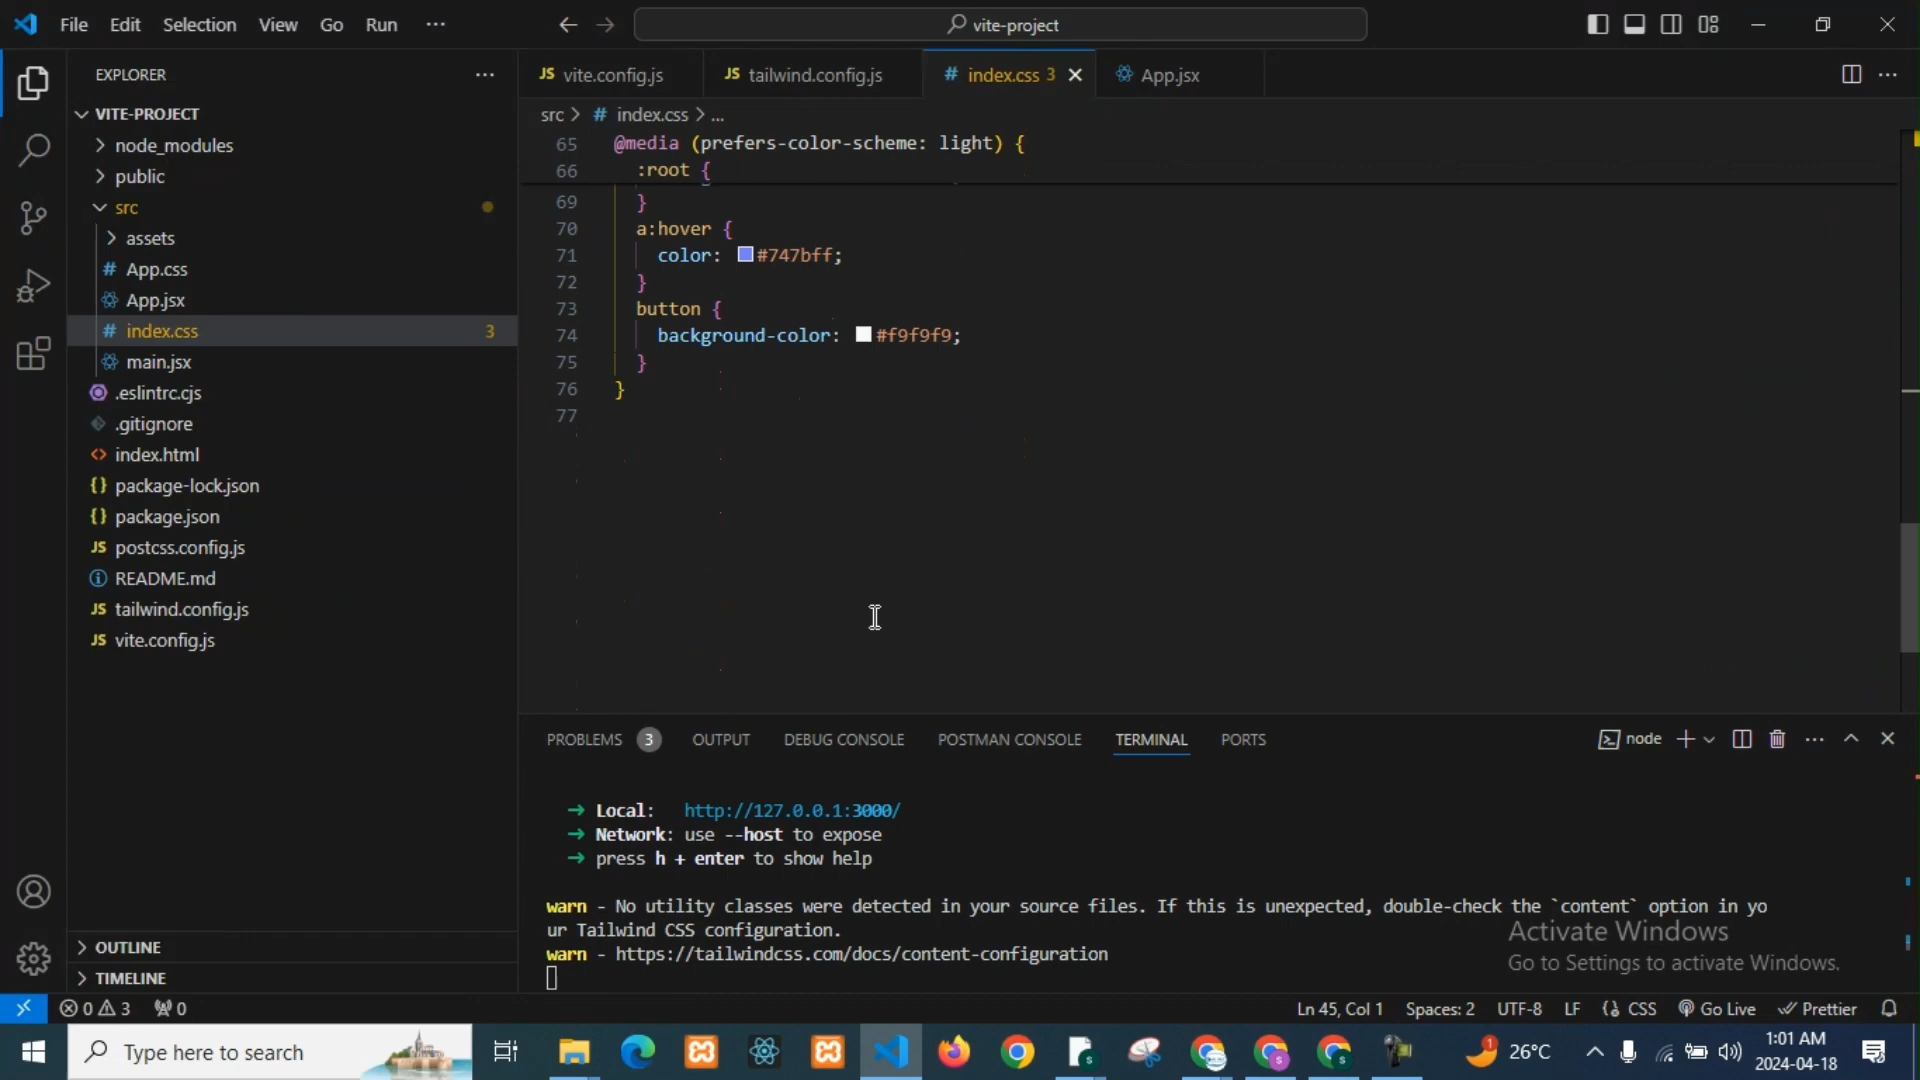 File Edit Selection View Go Run ···
vite-project
EXPLORER
VITE-PROJECT
node_modules
public
src
assets
# App.css
App.jsx
# index.css 3
main.jsx
.eslintrc.cjs
.gitignore
<> index.html
{} package-lock.json
{} package.json
JS postcss.config.js
README.md
JS tailwind.config.js
JS vite.config.js
OUTLINE
TIMELINE
JS vite.config.js
JS tailwind.config.js
# index.css 3
App.jsx
src > # index.css > ...
65 @media (prefers-color-scheme: light) {
66 :root {
69 }
70 a:hover {
71 color: #747bff;
72 }
73 button {
74 background-color: #f9f9f9;
75 }
76 }
77
PROBLEMS 3 OUTPUT DEBUG CONSOLE POSTMAN CONSOLE TERMINAL PORTS
node
→ Local: http://127.0.0.1:3000/
→ Network: use --host to expose
→ press h + enter to show help
warn - No utility classes were detected in your source files. If this is unexpected, double-check the `content` option in yo
ur Tailwind CSS configuration.
warn - https://tailwindcss.com/docs/content-configuration
Activate Windows
Go to Settings to activate Windows.
0 3 0
Ln 45, Col 1 Spaces: 2 UTF-8 LF {} CSS Go Live Prettier
Type here to search
1
26°C
1:01 AM
2024-04-18